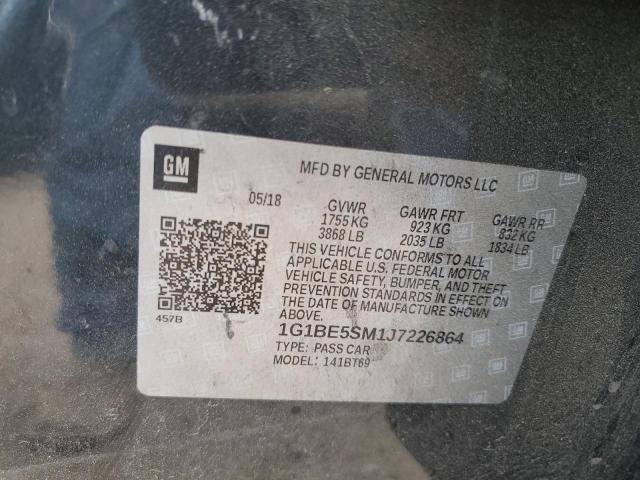 GM
MFD BY GENERAL MOTORS LLC
05/18 GVWR GAWR FRT GAWR RR
1755 KG 923 KG 832 KG
3868 LB 2035 LB 1834 LB
THIS VEHICLE CONFORMS TO ALL
APPLICABLE U.S. FEDERAL MOTOR
VEHICLE SAFETY, BUMPER, AND THEFT
PREVENTION STANDARDS IN EFFECT ON
THE DATE OF MANUFACTURE SHOWN
ABOVE.
457B
1G1BE5SM1J7226864
TYPE: PASS CAR
MODEL: 141BT69